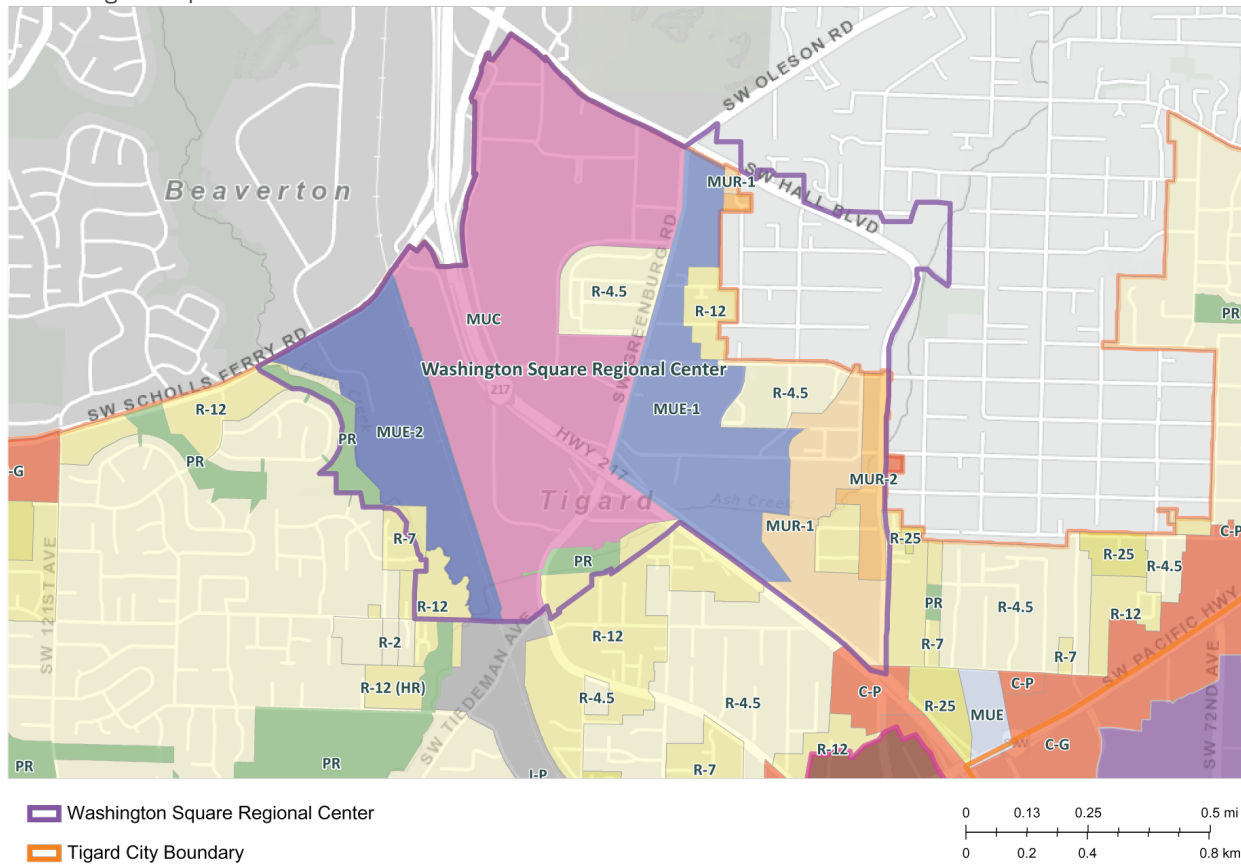 SW OLESON RD
Beaverton
MUR-1
SW HALL BLVD
SW GREENBURG RD
R-4.5
PR
R-12
MUC
SW SCHOLLS FERRY RD
Washington Square Regional Center
217
R-4.5
R-12
MUE-1
PR
MUE-2
HWY 217
PR
-G
MUR-2
Tigard
Ash Creek
MUR-1
SW 121ST AVE
R-7
R-25
C-P
R-25
PR
R-4.5
PR
R-12
R-4.5
R-12
R-12
SW PACIFIC HWY
R-2
R-7
R-7
SW 72ND AVE
R-12 (HR)
C-P
C-P
R-4.5
R-4.5
R-25
MUE
SW TIEDEMAN AVE
C-G
R-12
PR
PR
R-7
I-P
Washington Square Regional Center
Tigard City Boundary
0 0.13 0.25 0.5 mi
0 0.2 0.4 0.8 km